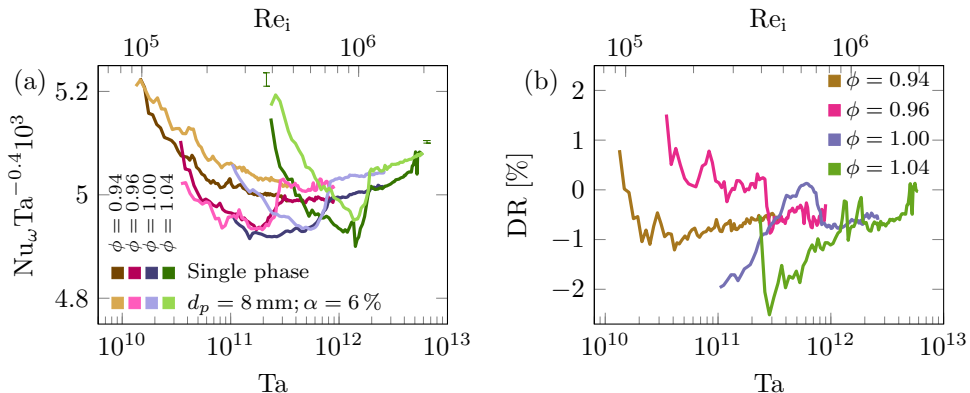 Re_i
10^5
10^6
(a)
5.2
5
4.8
Nu_ω Ta^−0.4 10^3
ϕ = 0.94
ϕ = 0.96
ϕ = 1.00
ϕ = 1.04
Single phase
d_p = 8 mm; α = 6 %
10^10
10^11
10^12
10^13
Ta
Re_i
10^5
10^6
(b)
2
1
0
−1
−2
DR [%]
ϕ = 0.94
ϕ = 0.96
ϕ = 1.00
ϕ = 1.04
10^10
10^11
10^12
10^13
Ta